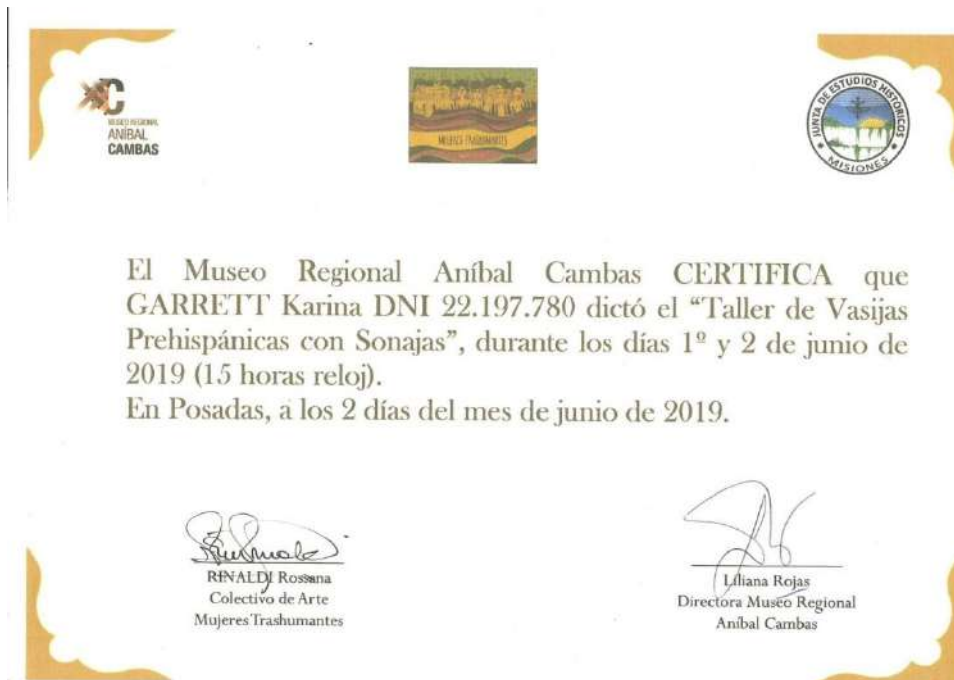 MUSEO REGIONAL
ANÍBAL
CAMBAS
MUJERES TRASHUMANTES
JUNTA DE ESTUDIOS HISTORICOS
MISIONES
El Museo Regional Aníbal Cambas CERTIFICA que
GARRETT Karina DNI 22.197.780 dictó el “Taller de Vasijas
Prehispánicas con Sonajas”, durante los días 1º y 2 de junio de
2019 (15 horas reloj).
En Posadas, a los 2 días del mes de junio de 2019.
RINALDI Rossana
Colectivo de Arte
Mujeres Trashumantes
Liliana Rojas
Directora Museo Regional
Aníbal Cambas